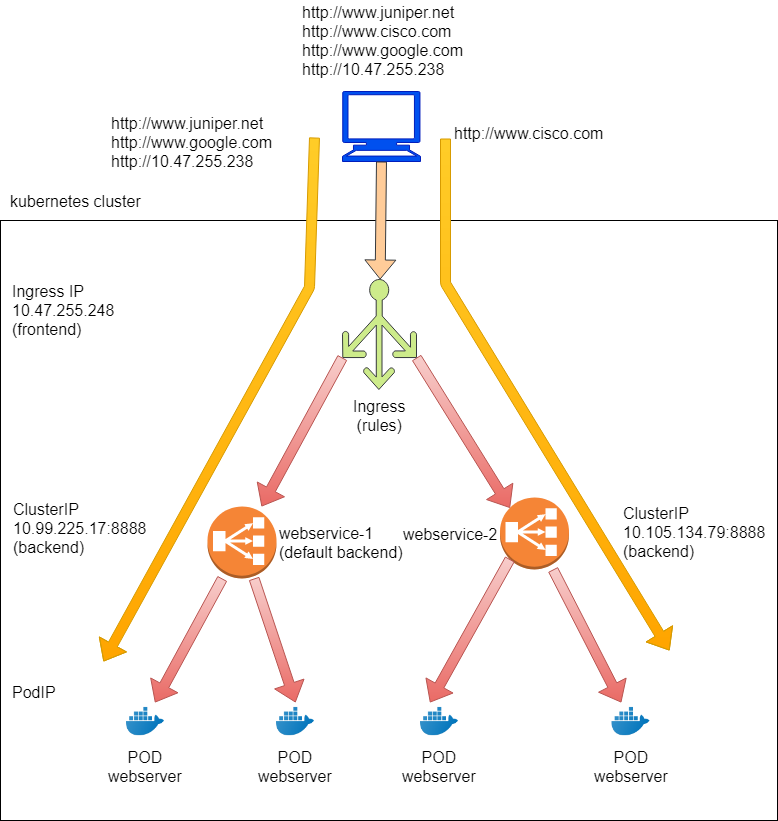 http://www.juniper.net
http://www.cisco.com
http://www.google.com
http://10.47.255.238
http://www.juniper.net
http://www.google.com
http://10.47.255.238
http://www.cisco.com
kubernetes cluster
Ingress IP
10.47.255.248
(frontend)
Ingress
(rules)
ClusterIP
10.99.225.17:8888
(backend)
webservice-1
(default backend)
webservice-2
ClusterIP
10.105.134.79:8888
(backend)
PodIP
POD
webserver
POD
webserver
POD
webserver
POD
webserver